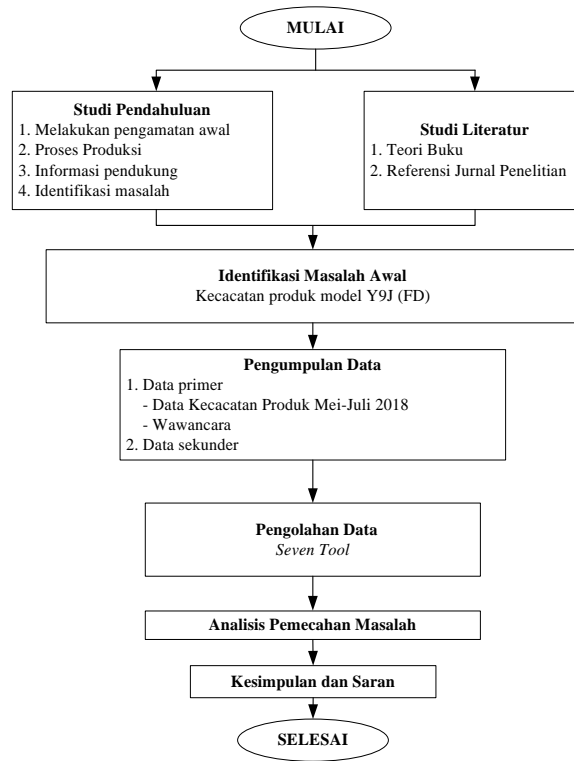 MULAI
Studi Pendahuluan
1. Melakukan pengamatan awal
2. Proses Produksi
3. Informasi pendukung
4. Identifikasi masalah
Studi Literatur
1. Teori Buku
2. Referensi Jurnal Penelitian
Identifikasi Masalah Awal
Kecacatan produk model Y9J (FD)
Pengumpulan Data
1. Data primer
- Data Kecacatan Produk Mei-Juli 2018
- Wawancara
2. Data sekunder
Pengolahan Data
Seven Tool
Analisis Pemecahan Masalah
Kesimpulan dan Saran
SELESAI